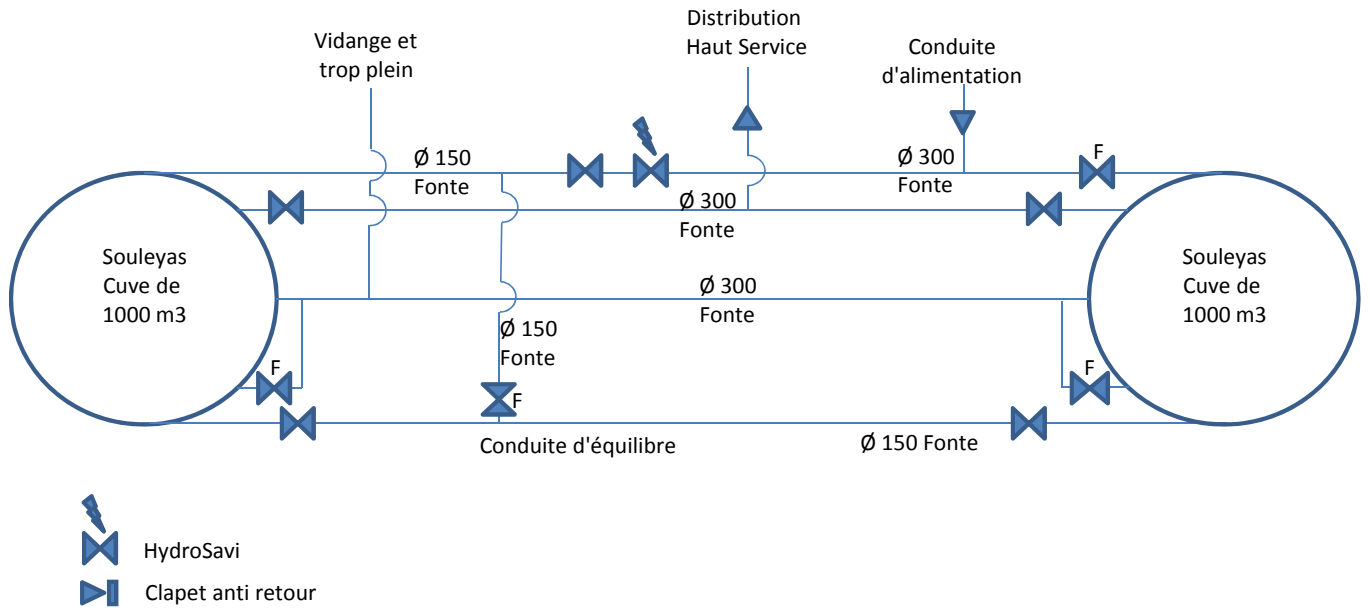 Distribution
Haut Service
Vidange et
trop plein
Conduite
d'alimentation
Ø 150
Fonte
Ø 300
Fonte
F
Ø 300
Fonte
Souleyas
Cuve de
1000 m3
Ø 300
Fonte
Souleyas
Cuve de
1000 m3
Ø 150
Fonte
F
F
F
Conduite d'équilibre
Ø 150 Fonte
HydroSavi
Clapet anti retour